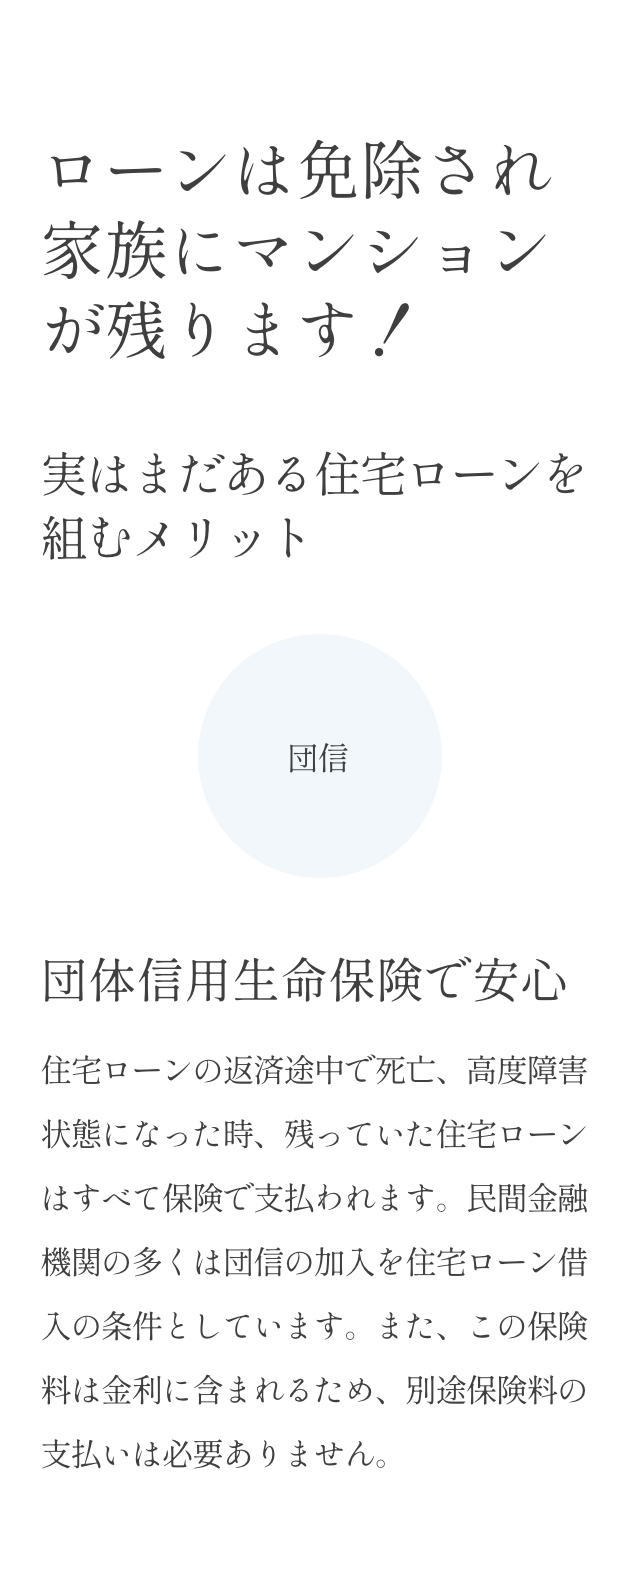 ローンは免除され
家族にマンション
が残ります！
実はまだある住宅ローンを
組むメリット
団信
団体信用生命保険で安心
住宅ローンの返済途中で死亡、高度障害
状態になった時、残っていた住宅ローン
はすべて保険で支払われます。民間金融
機関の多くは団信の加入を住宅ローン借
入の条件としています。また、この保険
料は金利に含まれるため、別途保険料の
支払いは必要ありません。